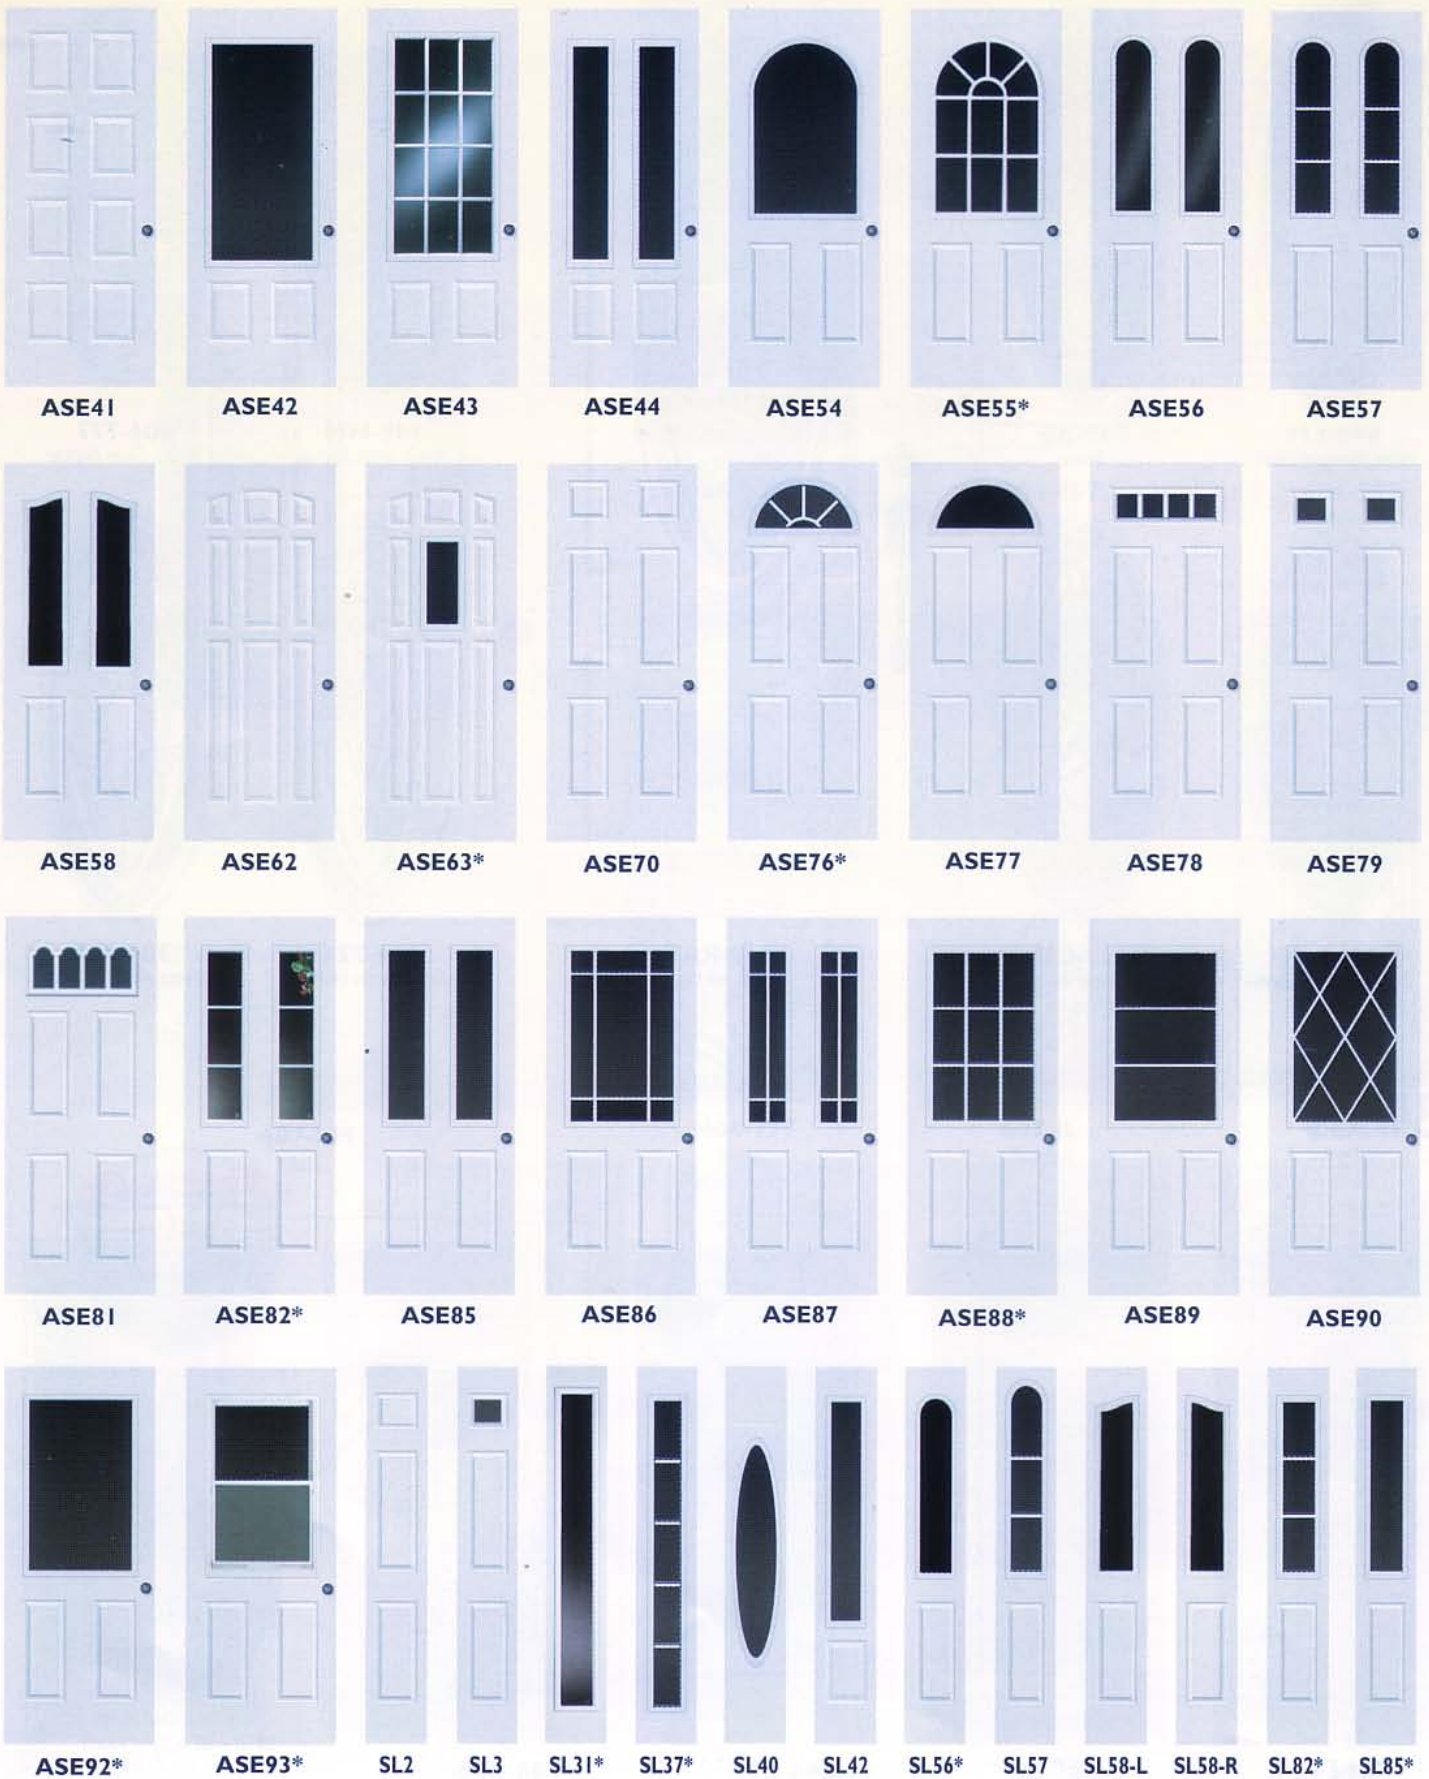 ASE41 ASE42 ASE43 ASE44 ASE54 ASE55* ASE56 ASE57
ASE58 ASE62 ASE63* ASE70 ASE76* ASE77 ASE78 ASE79
ASE81 ASE82* ASE85 ASE86 ASE87 ASE88* ASE89 ASE90
ASE92* ASE93* SL2 SL3 SL31* SL37* SL40 SL42 SL56* SL57 SL58-L SL58-R SL82* SL85*